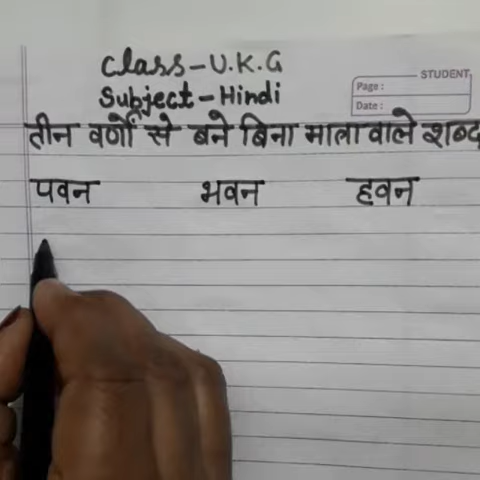 Class-U.K.G
Subject-Hindi
STUDENT
Page :
Date :
तीन वर्णों से बने बिना माला वाले शब्द
पवन भवन हवन